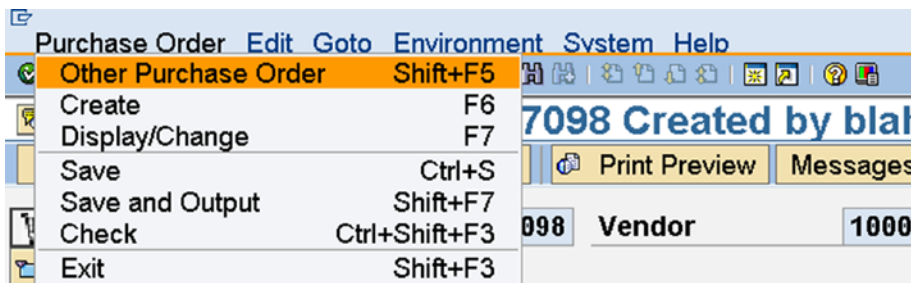 Purchase Order Edit Goto Environment System Help
Other Purchase Order Shift+F5
Create F6
7098 Created by blah
Display/Change F7
Save Ctrl+S
Print Preview Messages
Save and Output Shift+F7
Check Ctrl+Shift+F3
098 Vendor 1000
Exit Shift+F3